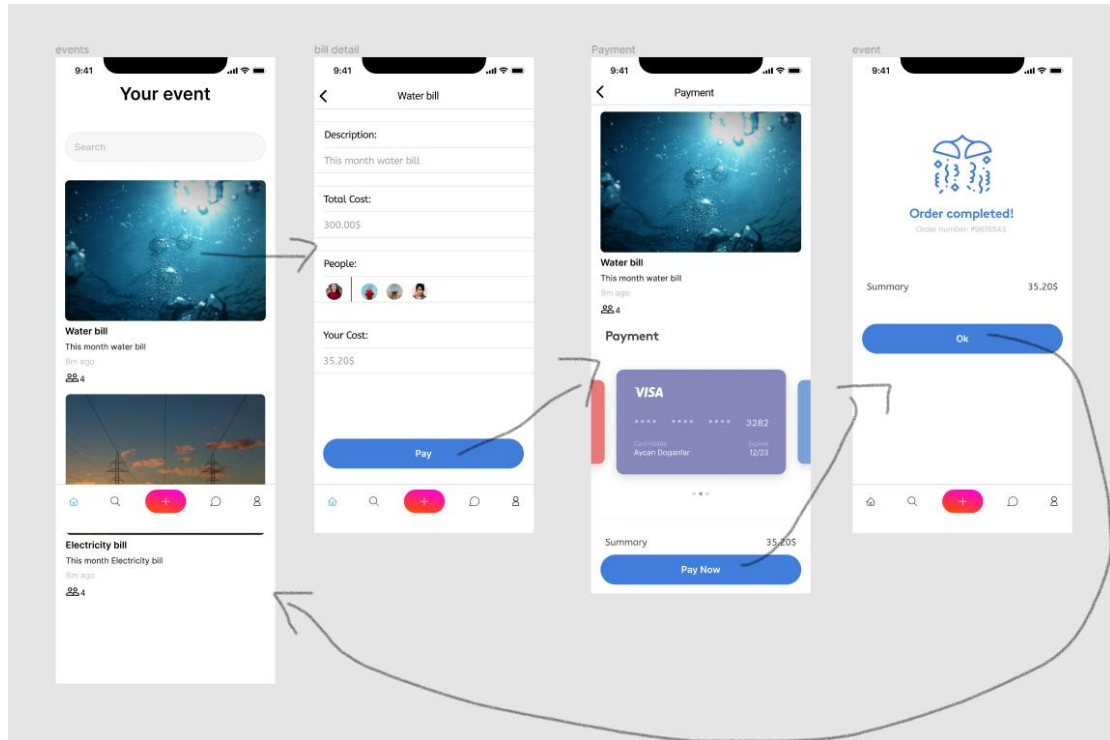 events
9:41
Your event
Search
Water bill
This month water bill
8m ago
4
Electricity bill
This month Electricity bill
8m ago
4
bill detail
9:41
Water bill
Description:
This month water bill
Total Cost:
300.00$
People:
Your Cost:
35,20$
Pay
Payment
9:41
Payment
Water bill
This month water bill
8m ago
4
Payment
VISA
**** **** **** 3282
Card Holder Expires
Aycan Doganlar 12/23
Summary 35.20$
Pay Now
event
9:41
Order completed!
Order number: #9876543
Summary 35.20$
Ok